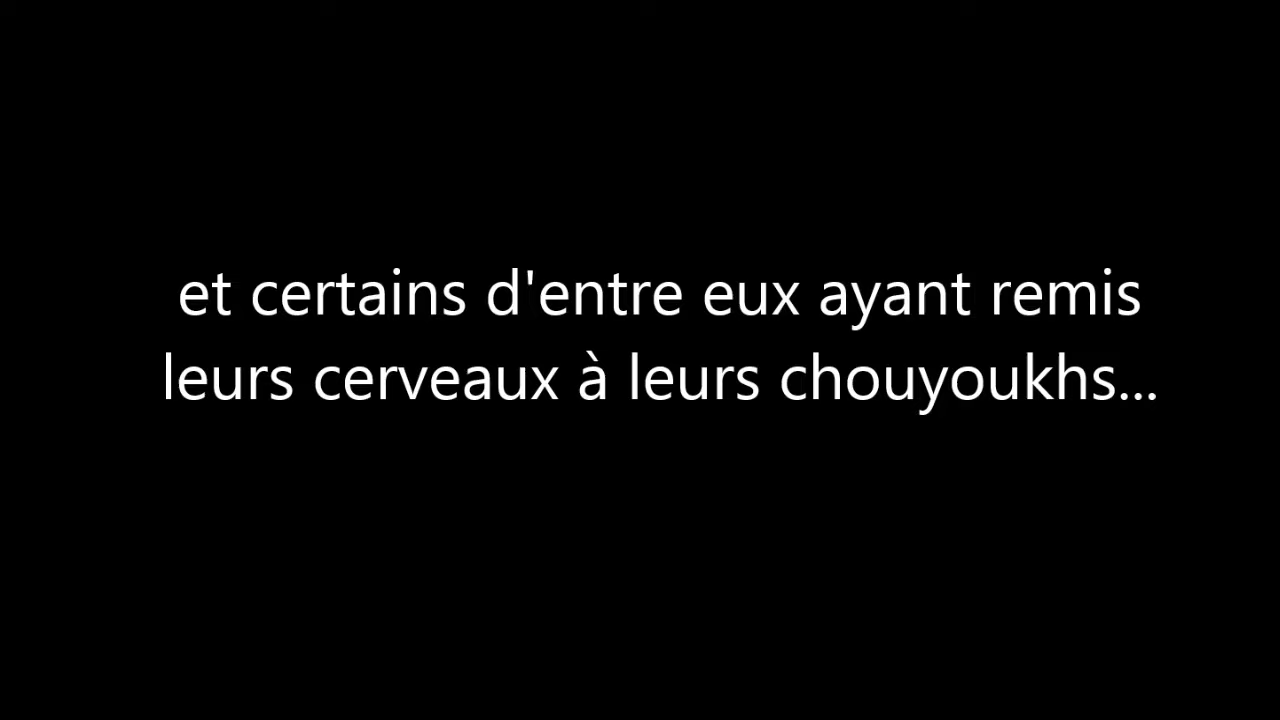 et certains d'entre eux ayant remis
leurs cerveaux à leurs chouyoukhs...